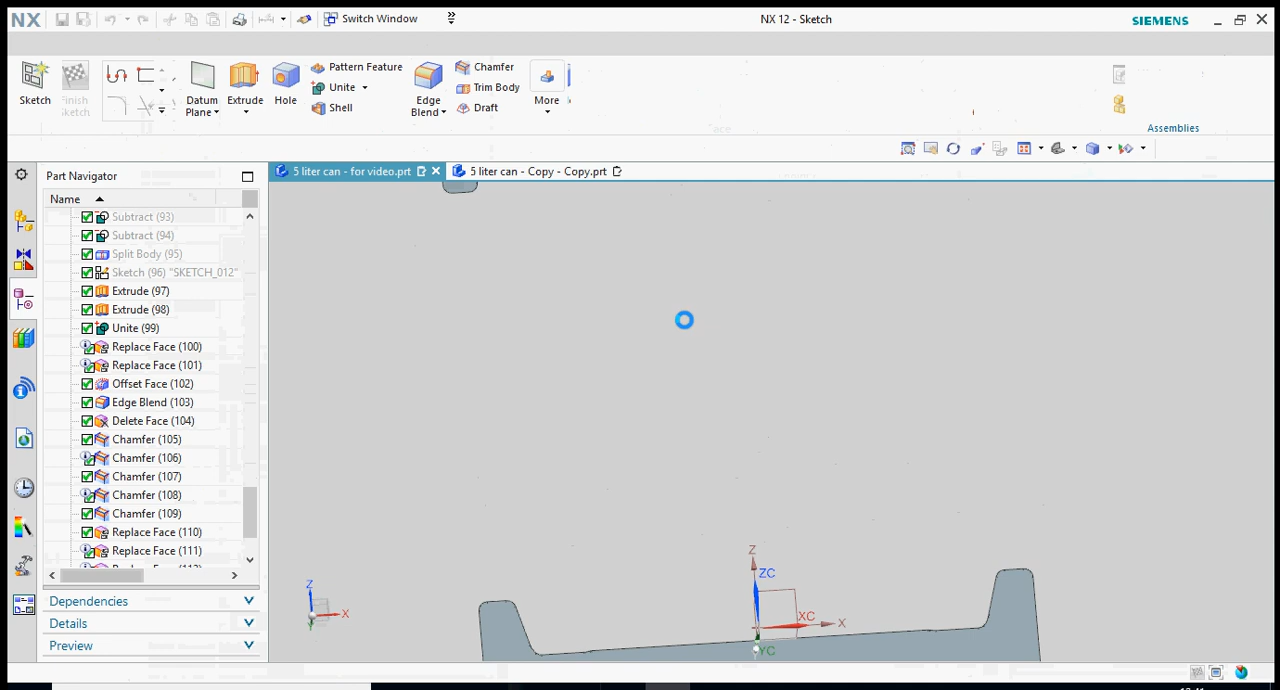 NX
Switch Window
NX 12 - Sketch
SIEMENS
Sketch
Finish
Sketch
Datum
Plane
Extrude
Hole
Pattern Feature
Unite
Shell
Edge
Blend
Chamfer
Trim Body
Draft
More
Assemblies
Part Navigator
5 liter can - for video.prt
5 liter can - Copy - Copy.prt
Name
Subtract (93)
Subtract (94)
Split Body (95)
Sketch (96) "SKETCH_012"
Extrude (97)
Extrude (98)
Unite (99)
Replace Face (100)
Replace Face (101)
Offset Face (102)
Edge Blend (103)
Delete Face (104)
Chamfer (105)
Chamfer (106)
Chamfer (107)
Chamfer (108)
Chamfer (109)
Replace Face (110)
Replace Face (111)
Dependencies
Details
Preview
Z
X
Y
Z
ZC
XC
X
YC